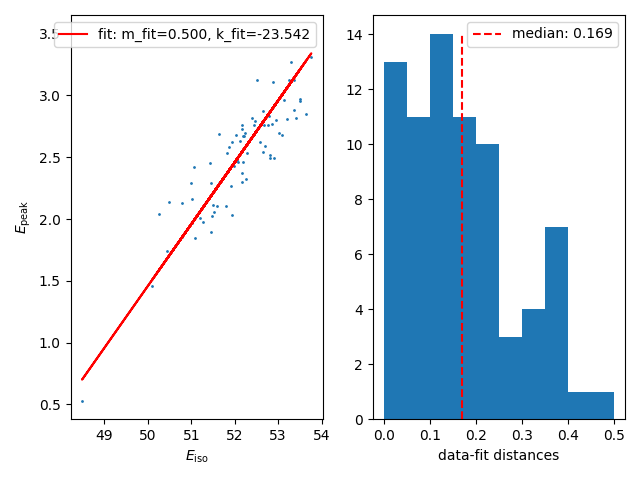 fit: m_fit=0.500, k_fit=-23.542
3.5
3.0
2.5
2.0
1.5
1.0
0.5
E_peak
49 50 51 52 53 54
E_iso
median: 0.169
14
12
10
8
6
4
2
0
0.0 0.1 0.2 0.3 0.4 0.5
data-fit distances